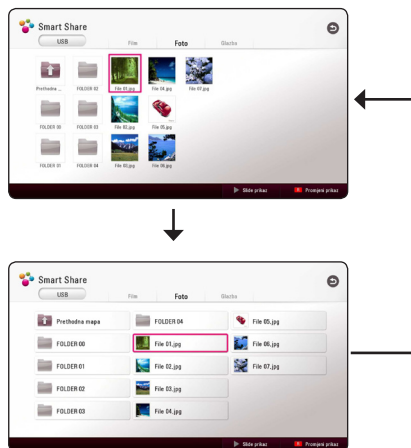 Smart Share
USB Film Foto Glazba
Prethodna ... FOLDER 02 File 01.jpg File 04.jpg File 07.jpg
FOLDER 00 FOLDER 03 File 02.jpg File 05.jpg
FOLDER 01 FOLDER 04 File 03.jpg File 06.jpg
Slide prikaz Promjeni prikaz
Smart Share
USB Film Foto Glazba
Prethodna mapa FOLDER 04 File 05.jpg
FOLDER 00 File 01.jpg File 06.jpg
FOLDER 01 File 02.jpg File 07.jpg
FOLDER 02 File 03.jpg
FOLDER 03 File 04.jpg
Slide prikaz Promjeni prikaz